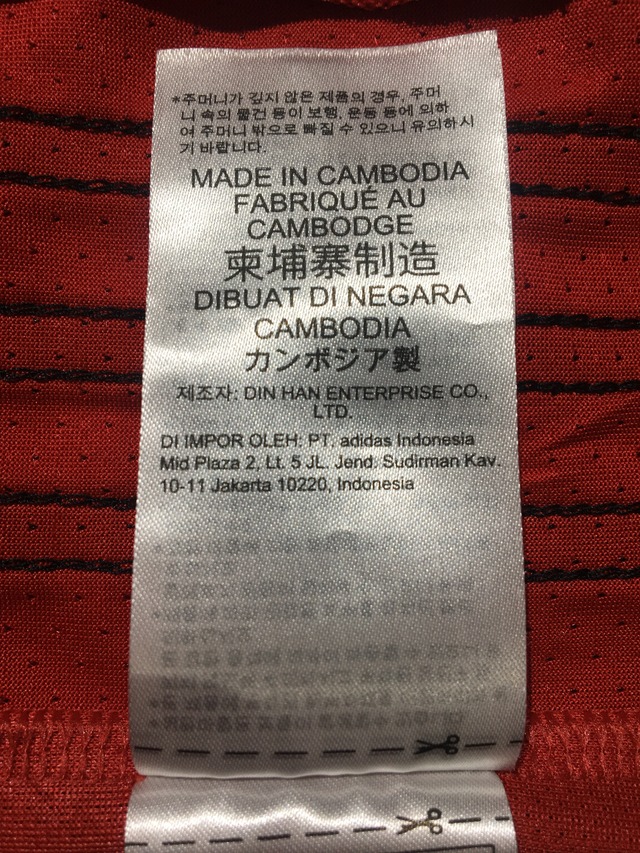 *주머니가 깊지 않은 제품의 경우, 주머
니 속의 물건 등이 보행, 운동 등에 의하
여 주머니 밖으로 빠질 수 있으니 유의하시
기 바랍니다.
MADE IN CAMBODIA
FABRIQUÉ AU
CAMBODGE
柬埔寨制造
DIBUAT DI NEGARA
CAMBODIA
カンボジア製
제조자: DIN HAN ENTERPRISE CO.,
LTD.
DI IMPOR OLEH: PT. adidas Indonesia
Mid Plaza 2, Lt. 5 JL. Jend. Sudirman Kav.
10-11 Jakarta 10220, Indonesia